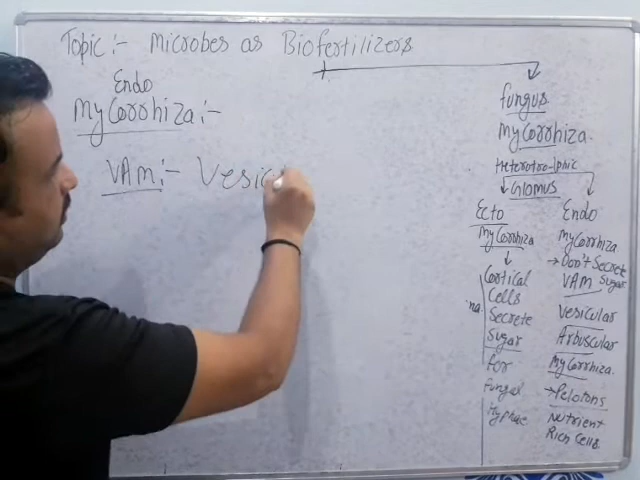 Topic:- Microbes as Biofertilizers
Endo
Mycorrhiza:-
VAM:- Vesic
fungus
Mycorrhiza
Heterotrophic
Glomus
Ecto
Mycorrhiza
Cortical
Cells
Secrete
Sugar
for
Fungal
Hyphae
Endo
Mycorrhiza
→Don't Secrete
Sugar
VAM
Vesicular
Arbuscular
Mycorrhiza.
→Pelotons
Nutrient
Rich Cells.